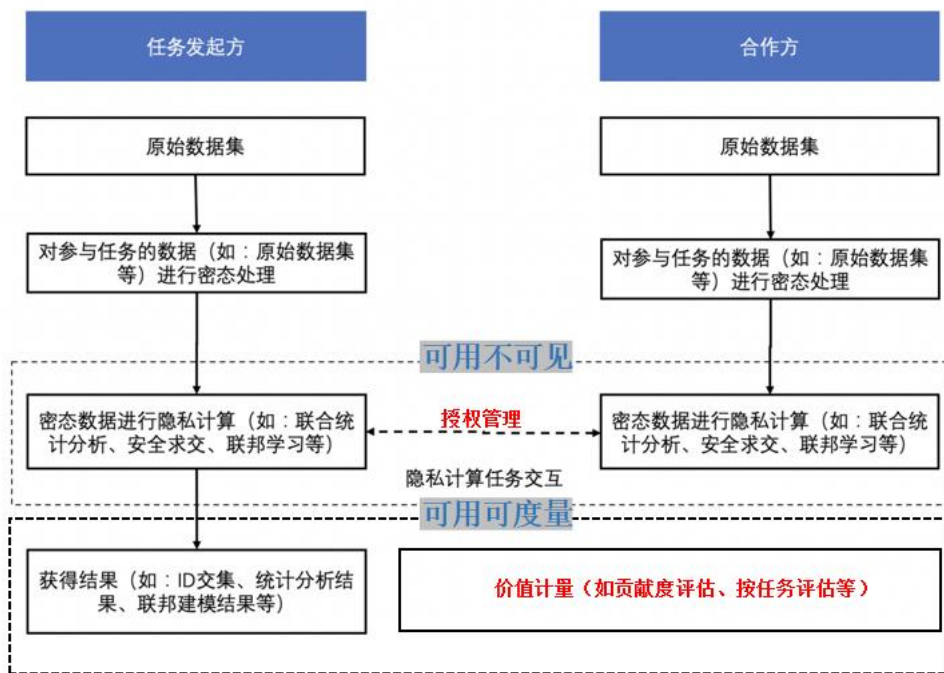 任务发起方
合作方
原始数据集
原始数据集
对参与任务的数据（如：原始数据集
等）进行密态处理
对参与任务的数据（如：原始数据集
等）进行密态处理
可用不可见
密态数据进行隐私计算（如：联合统
计分析、安全求交、联邦学习等）
授权管理
密态数据进行隐私计算（如：联合统
计分析、安全求交、联邦学习等）
隐私计算任务交互
可用可度量
获得结果（如：ID交集、统计分析结
果、联邦建模结果等）
价值计量（如贡献度评估、按任务评估等）